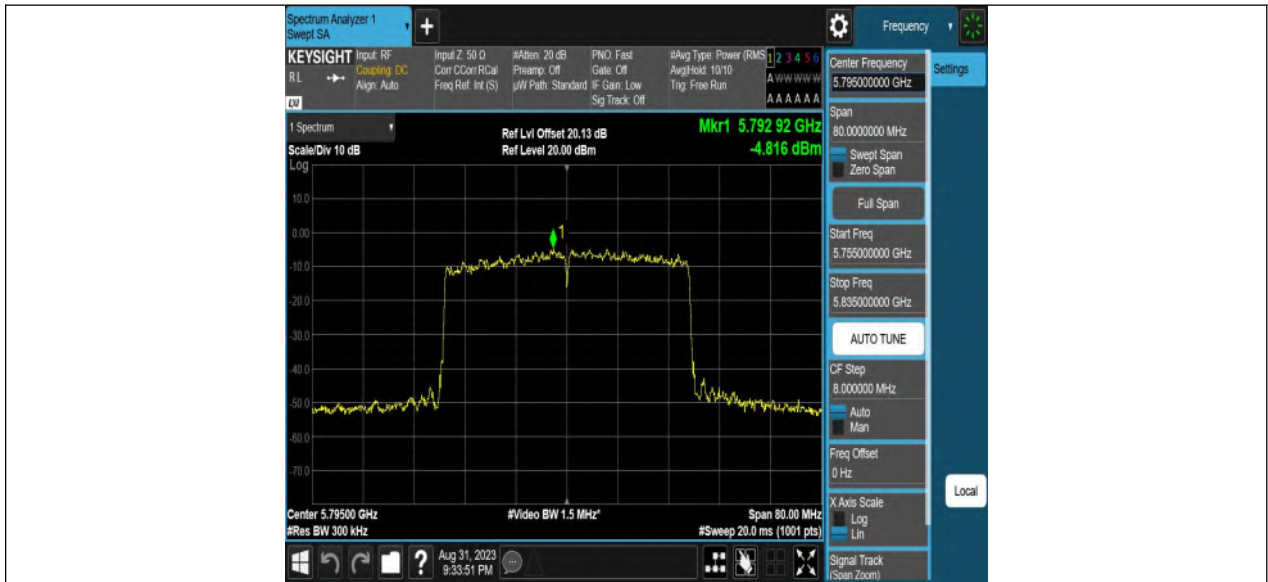 Spectrum Analyzer 1
Swept SA
+
Frequency
KEYSIGHT
RL
LXI
Input: RF
Coupling: DC
Align: Auto
Input Z: 50 Ω
Corr CCorr RCal
Freq Ref: Int (S)
#Atten: 20 dB
Preamp: Off
µW Path: Standard
PNO: Fast
Gate: Off
IF Gain: Low
Sig Track: Off
#Avg Type: Power (RMS
Avg|Hold: 10/10
Trig: Free Run
1 2 3 4 5 6
A W W W W W
A A A A A A
1 Spectrum
Scale/Div 10 dB
Log
Ref Lvl Offset 20.13 dB
Ref Level 20.00 dBm
Mkr1 5.792 92 GHz
-4.816 dBm
10.0
0.00
-10.0
-20.0
-30.0
-40.0
-50.0
-60.0
-70.0
1
Center 5.79500 GHz
#Res BW 300 kHz
#Video BW 1.5 MHz*
Span 80.00 MHz
#Sweep 20.0 ms (1001 pts)
?
Aug 31, 2023
9:33:51 PM
Center Frequency
5.795000000 GHz
Settings
Span
80.0000000 MHz
Swept Span
Zero Span
Full Span
Start Freq
5.755000000 GHz
Stop Freq
5.835000000 GHz
AUTO TUNE
CF Step
8.000000 MHz
Auto
Man
Freq Offset
0 Hz
X Axis Scale
Log
Lin
Local
Signal Track
(Span Zoom)